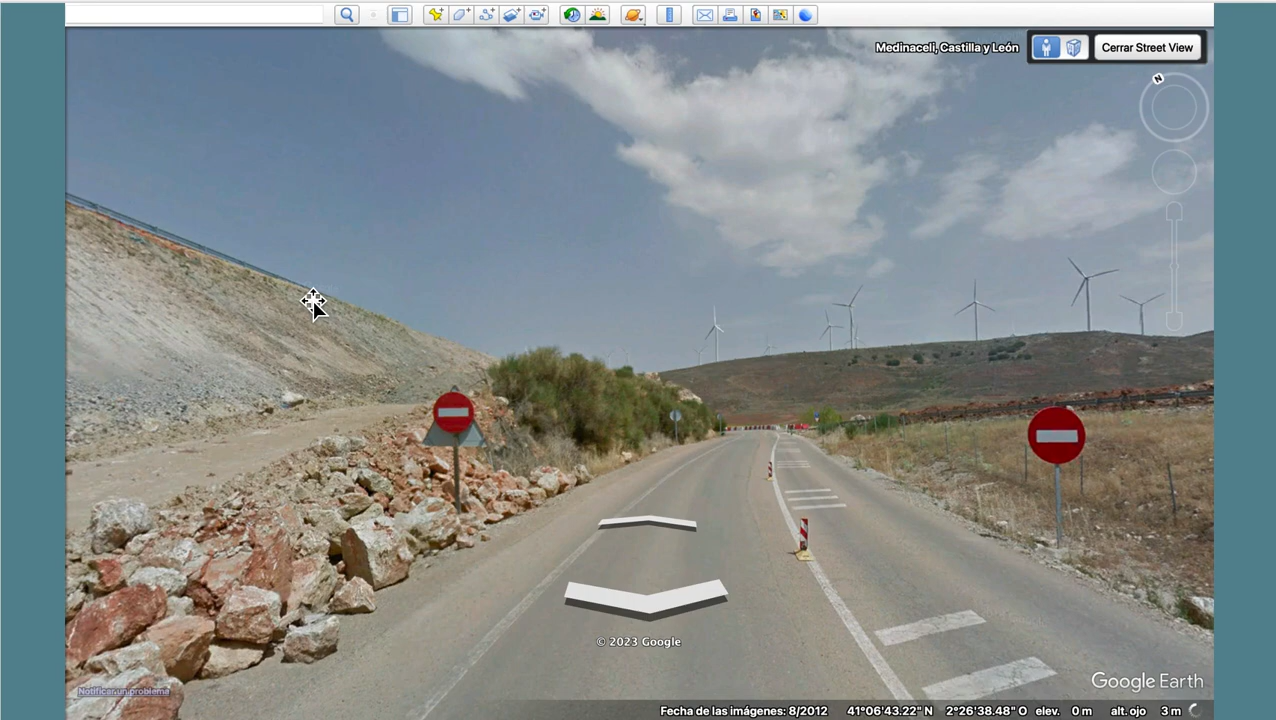 Medinaceli, Castilla y León
Cerrar Street View
N
© 2023 Google
Notificar un problema
Google Earth
Fecha de las imágenes: 8/2012 41°06'43.22" N 2°26'38.48" O elev. 0 m alt. ojo 3 m